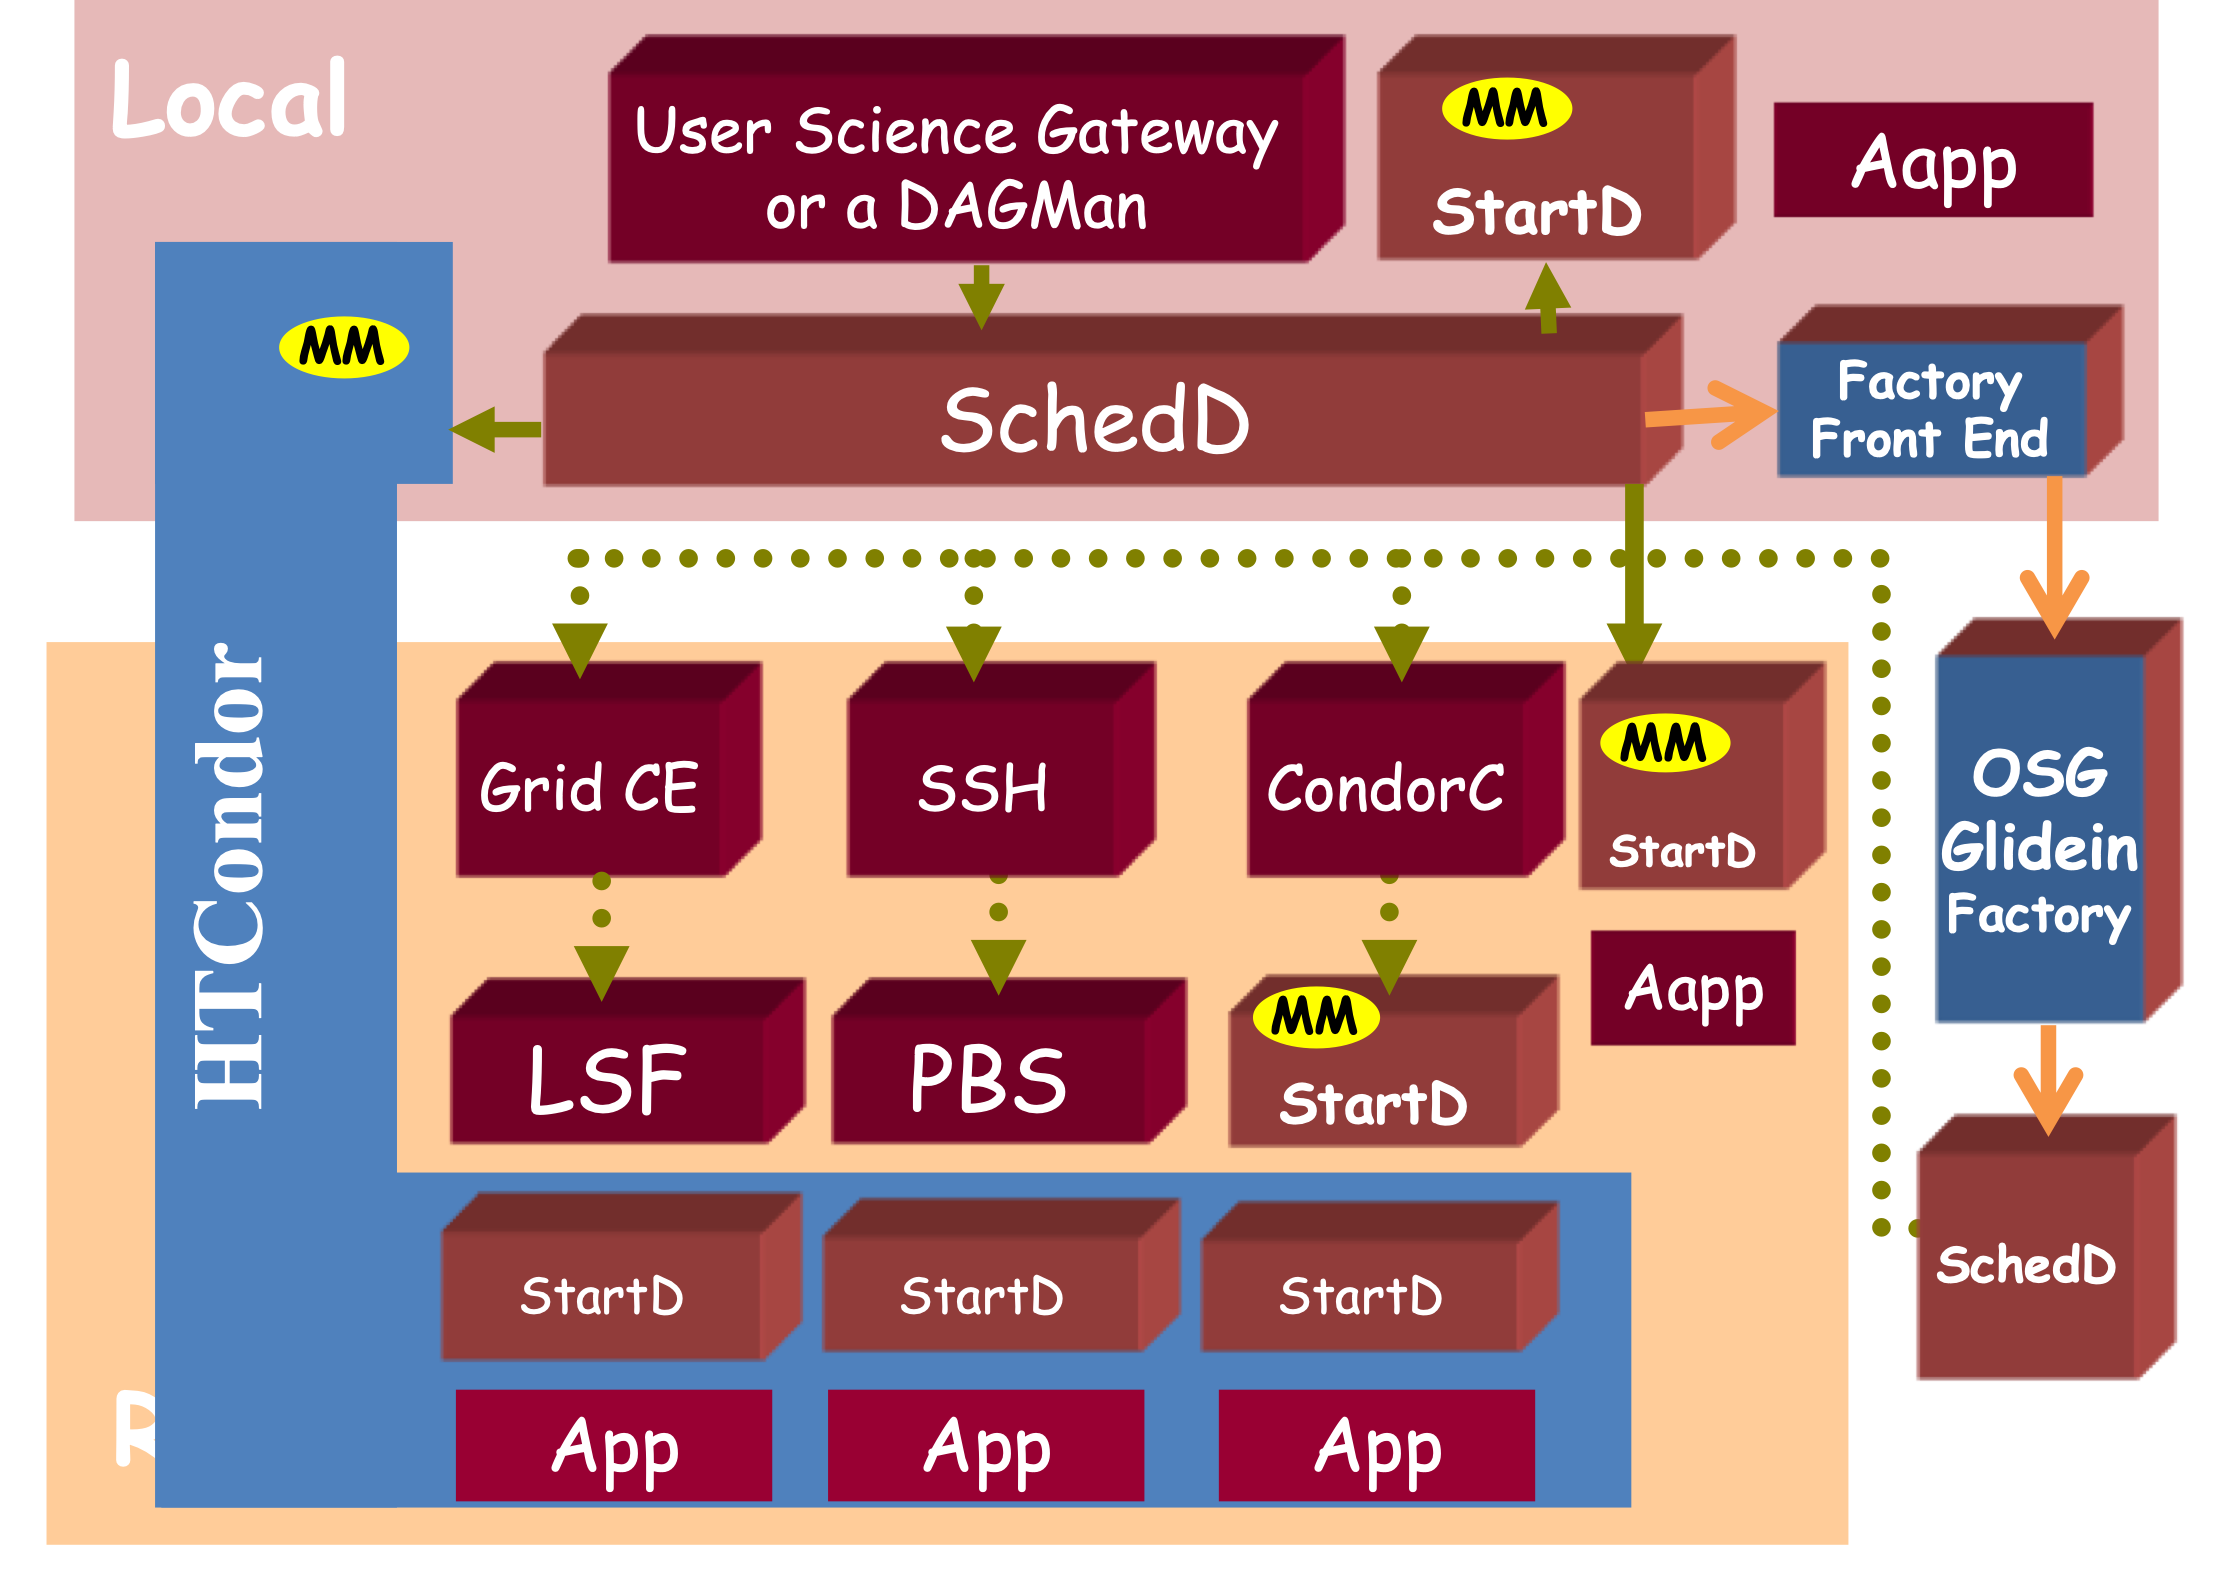 Local
User Science Gateway
or a DAGMan
MM
StartD
Aapp
MM
SchedD
Factory
Front End
HTCondor
Grid CE
SSH
CondorC
MM
StartD
OSG
Glidein
Factory
Aapp
LSF
PBS
MM
StartD
SchedD
StartD
StartD
StartD
App
App
App